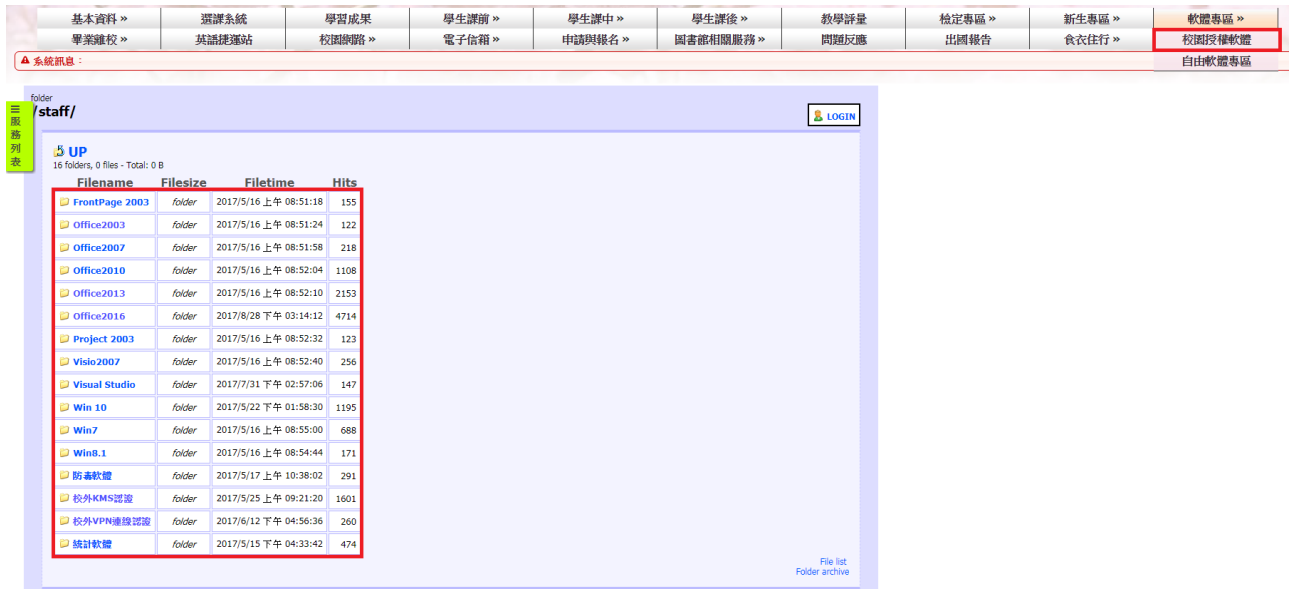 基本資料 » 選課系統 學習成果 學生課前 » 學生課中 » 學生課後 » 教學評量 檢定專區 » 新生專區 » 軟體專區 »
畢業離校 » 英語捷運站 校園網路 » 電子信箱 » 申請與報名 » 圖書館相關服務 » 問題反應 出國報告 食衣住行 » 校園授權軟體
系統訊息： 自由軟體專區
folder
/staff/
LOGIN
☰服務列表
UP
16 folders, 0 files - Total: 0 B
Filename Filesize Filetime Hits
FrontPage 2003 folder 2017/5/16 上午 08:51:18 155
Office2003 folder 2017/5/16 上午 08:51:24 122
Office2007 folder 2017/5/16 上午 08:51:58 218
Office2010 folder 2017/5/16 上午 08:52:04 1108
Office2013 folder 2017/5/16 上午 08:52:10 2153
Office2016 folder 2017/8/28 下午 03:14:12 4714
Project 2003 folder 2017/5/16 上午 08:52:32 123
Visio2007 folder 2017/5/16 上午 08:52:40 256
Visual Studio folder 2017/7/31 下午 02:57:06 147
Win 10 folder 2017/5/22 下午 01:58:30 1195
Win7 folder 2017/5/16 上午 08:55:00 688
Win8.1 folder 2017/5/16 上午 08:54:44 171
防毒軟體 folder 2017/5/17 上午 10:38:02 291
校外KMS認證 folder 2017/5/25 上午 09:21:20 1601
校外VPN連線認證 folder 2017/6/12 下午 04:56:36 260
統計軟體 folder 2017/5/15 下午 04:33:42 474
File list
Folder archive